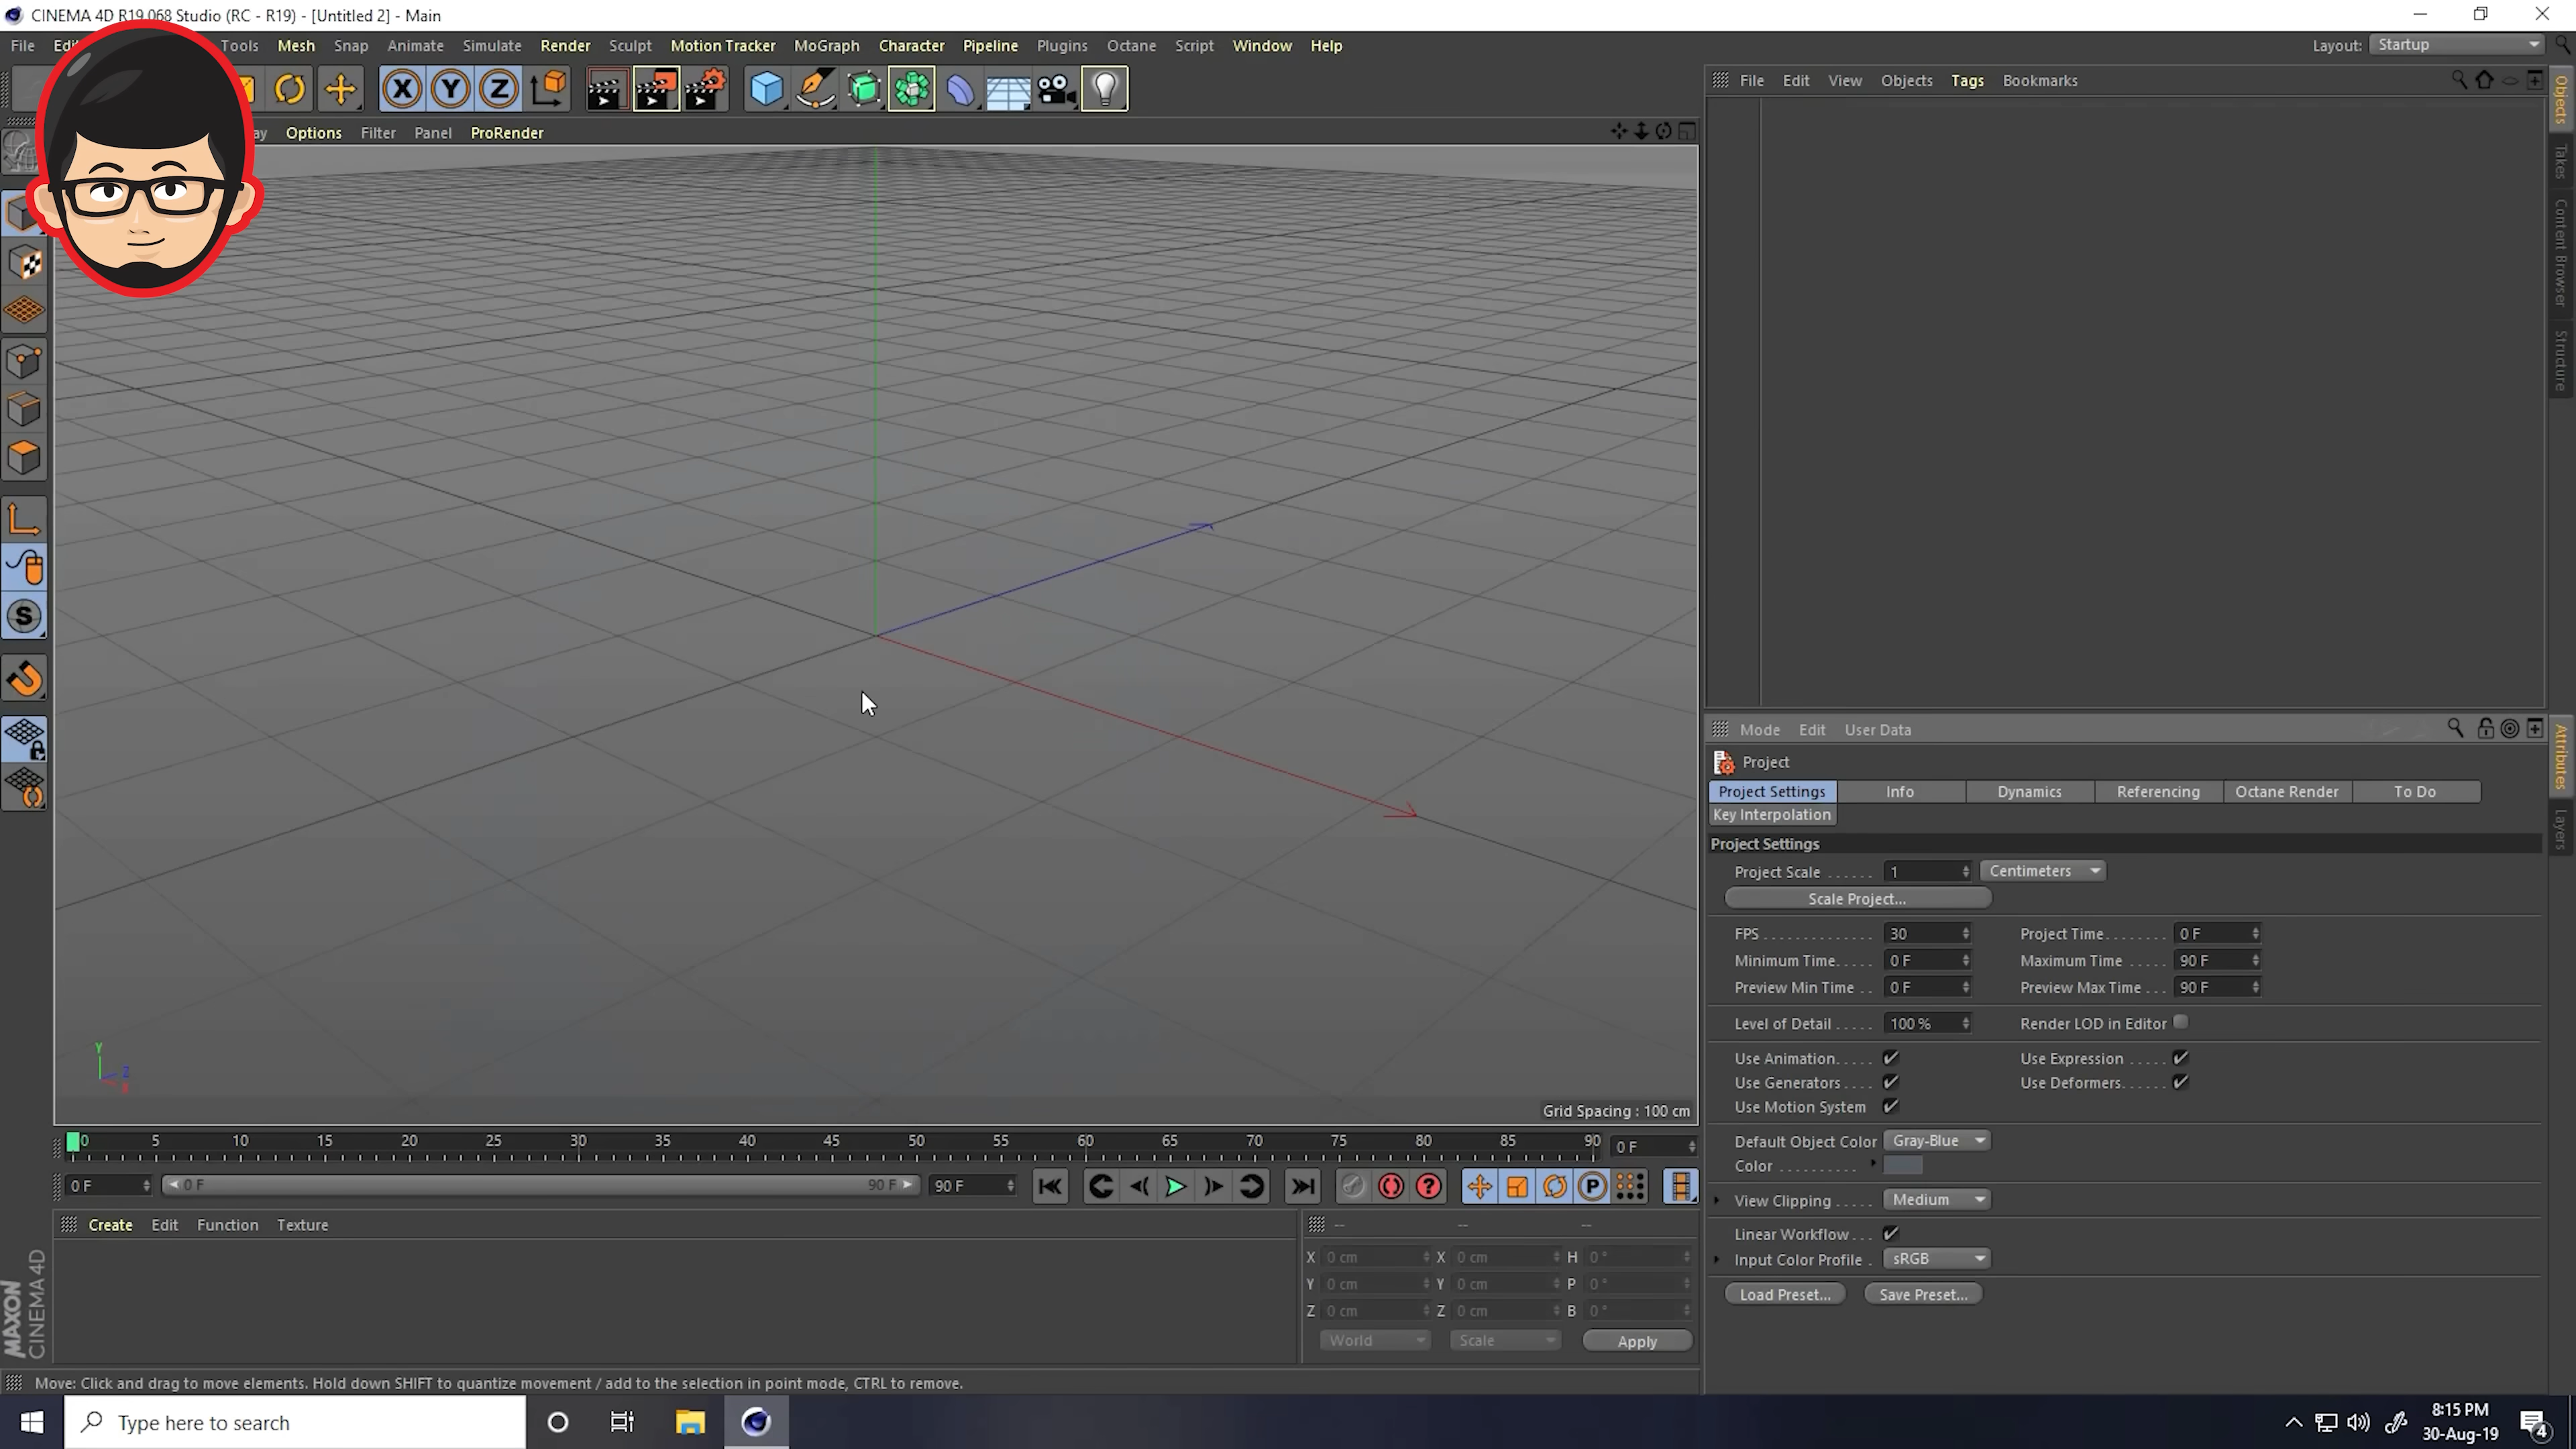 CINEMA 4D R19.068 Studio (RC - R19) - [Untitled 2] - Main
File Tools Mesh Snap Animate Simulate Render Sculpt Motion Tracker MoGraph Character Pipeline Plugins Octane Script Window Help Layout: Startup
X Y Z
Options Filter Panel ProRender
File Edit View Objects Tags Bookmarks
Objects
Takes
Content Browser
Structure
S
Y
Z
X
Grid Spacing : 100 cm
Mode Edit User Data
Attributes
Layers
Project
Project Settings Info Dynamics Referencing Octane Render To Do
Key Interpolation
Project Settings
Project Scale . . . . . . 1 Centimeters
Scale Project...
FPS . . . . . . . . . . . . . 30 Project Time. . . . . . . . 0 F
Minimum Time. . . . . 0 F Maximum Time . . . . . 90 F
Preview Min Time . . 0 F Preview Max Time . . . 90 F
Level of Detail . . . . . 100 % Render LOD in Editor
Use Animation. . . . . Use Expression . . . . .
Use Generators . . . . Use Deformers. . . . . .
Use Motion System
Default Object Color Gray-Blue
Color . . . . . . . . . .
View Clipping . . . . . Medium
Linear Workflow . . .
Input Color Profile . sRGB
Load Preset... Save Preset...
0 5 10 15 20 25 30 35 40 45 50 55 60 65 70 75 80 85 90 0 F
0 F 0 F 90 F 90 F ? P
Create Edit Function Texture -- -- --
X 0 cm X 0 cm H 0 °
Y 0 cm Y 0 cm P 0 °
Z 0 cm Z 0 cm B 0 °
World Scale Apply
MAXON
CINEMA 4D
Move: Click and drag to move elements. Hold down SHIFT to quantize movement / add to the selection in point mode, CTRL to remove.
Type here to search
8:15 PM
30-Aug-19
4